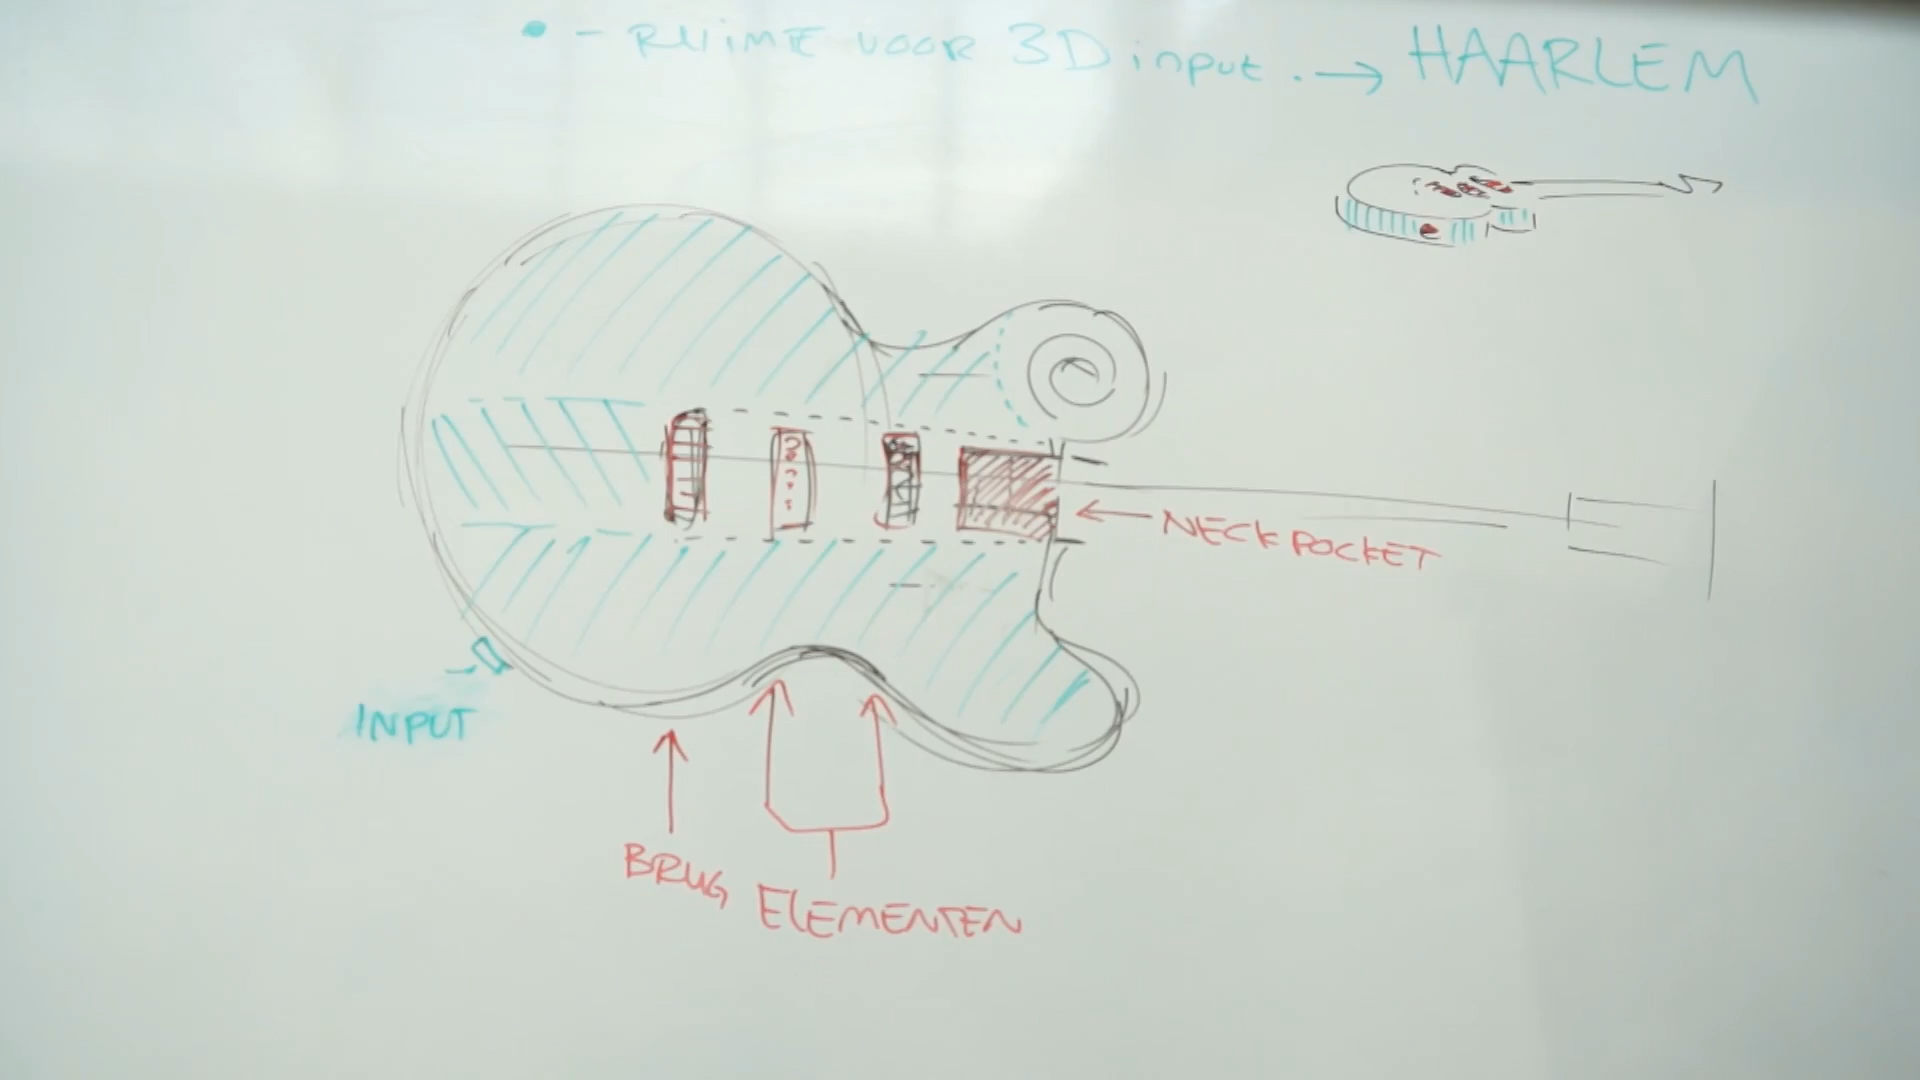 • - RUIMTE VOOR 3D input. → HAARLEM
← NECK POCKET
INPUT
BRUG
ELEMENTEN